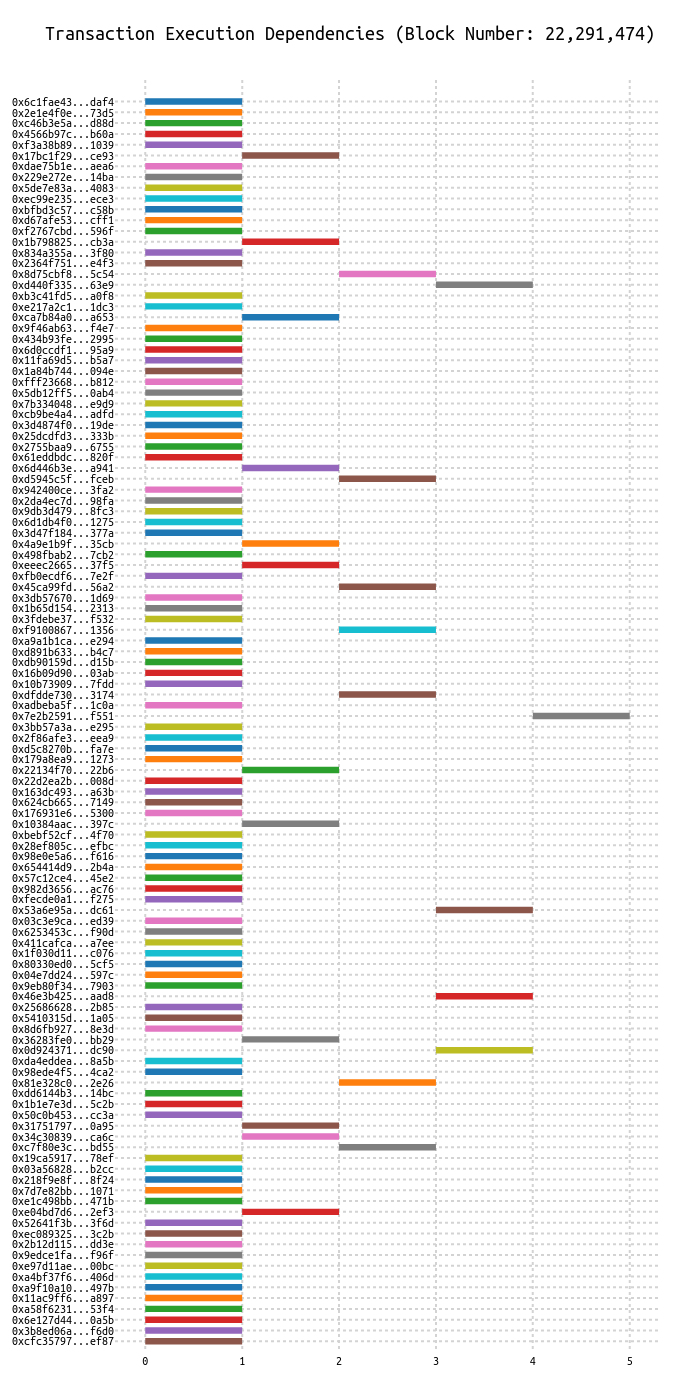 Transaction Execution Dependencies (Block Number: 22,291,474)
0x6c1fae43...daf4
0x2e1e4f0e...73d5
0xc46b3e5a...d88d
0x4566b97c...b60a
0xf3a38b89...1039
0x17bc1f29...ce93
0xdae75b1e...aea6
0x229e272e...14ba
0x5de7e83a...4083
0xec99e235...ece3
0xbfbd3c57...c58b
0xd67afe53...cff1
0xf2767cbd...596f
0x1b798825...cb3a
0x834a355a...3f80
0x2364f751...e4f3
0x8d75cbf8...5c54
0xd440f335...63e9
0xb3c41fd5...a0f8
0xe217a2c1...1dc3
0xca7b84a0...a653
0x9f46ab63...f4e7
0x434b93fe...2995
0x6d0ccdf1...95a9
0x11fa69d5...b5a7
0x1a84b744...094e
0xfff23668...b812
0x5db12ff5...0ab4
0x7b334048...e9d9
0xcb9be4a4...adfd
0x3d4874f0...19de
0x25dcdfd3...333b
0x2755baa9...6755
0x61eddbdc...820f
0x6d446b3e...a941
0xd5945c5f...fceb
0x942400ce...3fa2
0x2da4ec7d...98fa
0x9db3d479...8fc3
0x6d1db4f0...1275
0x3d47f184...377a
0x4a9e1b9f...35cb
0x498fbab2...7cb2
0xeeec2665...37f5
0xfb0ecdf6...7e2f
0x45ca99fd...56a2
0x3db57670...1d69
0x1b65d154...2313
0x3fdebe37...f532
0xf9100867...1356
0xa9a1b1ca...e294
0xd891b633...b4c7
0xdb90159d...d15b
0x16b09d90...03ab
0x10b73909...7fdd
0xdfdde730...3174
0xadbeba5f...1c0a
0x7e2b2591...f551
0x3bb57a3a...e295
0x2f86afe3...eea9
0xd5c8270b...fa7e
0x179a8ea9...1273
0x22134f70...22b6
0x22d2ea2b...008d
0x163dc493...a63b
0x624cb665...7149
0x176931e6...5300
0x10384aac...397c
0xbebf52cf...4f70
0x28ef805c...efbc
0x98e0e5a6...f616
0x654414d9...2b4a
0x57c12ce4...45e2
0x982d3656...ac76
0xfecde0a1...f275
0x53a6e95a...dc61
0x03c3e9ca...ed39
0x6253453c...f90d
0x411cafca...a7ee
0x1f030d11...c076
0x80330ed0...5cf5
0x04e7dd24...597c
0x9eb80f34...7903
0x46e3b425...aad8
0x25686628...2b85
0x5410315d...1a05
0x8d6fb927...8e3d
0x36283fe0...bb29
0x0d924371...dc90
0xda4eddea...8a5b
0x98ede4f5...4ca2
0x81e328c0...2e26
0xdd6144b3...14bc
0x1b1e7e3d...5c2b
0x50c0b453...cc3a
0x31751797...0a95
0x34c30839...ca6c
0xc7f80e3c...bd55
0x19ca5917...78ef
0x03a56828...b2cc
0x218f9e8f...8f24
0x7d7e82bb...1071
0xe1c498bb...471b
0xe04bd7d6...2ef3
0x52641f3b...3f6d
0xec089325...3c2b
0x2b12d115...dd3e
0x9edce1fa...f96f
0xe97d11ae...00bc
0xa4bf37f6...406d
0xa9f10a10...497b
0x11ac9ff6...a897
0xa58f6231...53f4
0x6e127d44...0a5b
0x3b8ed06a...f6d0
0xcfc35797...ef87
0 1 2 3 4 5